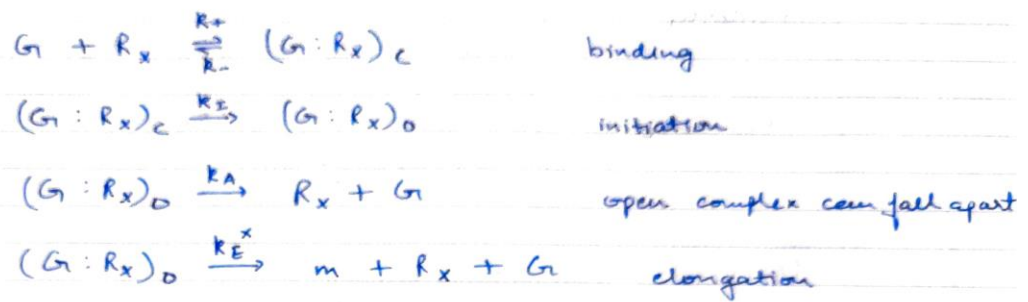 G + Rx ⇌ (G : Rx)c k+ k- binding
(G : Rx)c →kI (G : Rx)o initiation
(G : Rx)o →kA Rx + G open complex can fall apart
(G : Rx)o →kE^x m + Rx + G elongation